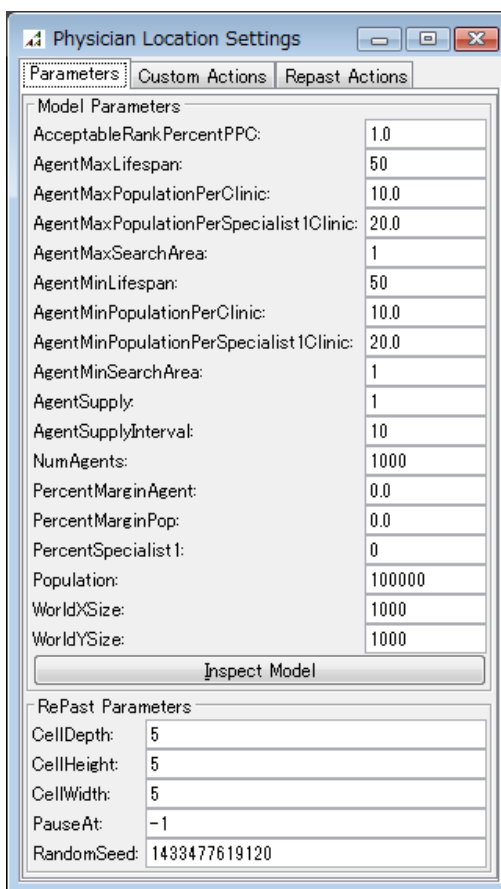 Physician Location Settings
Parameters Custom Actions Repast Actions
Model Parameters
AcceptableRankPercentPPC: 1.0
AgentMaxLifespan: 50
AgentMaxPopulationPerClinic: 10.0
AgentMaxPopulationPerSpecialist1Clinic: 20.0
AgentMaxSearchArea: 1
AgentMinLifespan: 50
AgentMinPopulationPerClinic: 10.0
AgentMinPopulationPerSpecialist1Clinic: 20.0
AgentMinSearchArea: 1
AgentSupply: 1
AgentSupplyInterval: 10
NumAgents: 1000
PercentMarginAgent: 0.0
PercentMarginPop: 0.0
PercentSpecialist1: 0
Population: 100000
WorldXSize: 1000
WorldYSize: 1000
Inspect Model
RePast Parameters
CellDepth: 5
CellHeight: 5
CellWidth: 5
PauseAt: -1
RandomSeed: 1433477619120